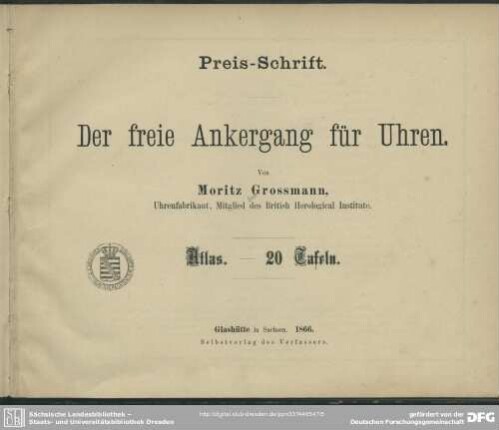 Preis-Schrift.
Der freie Ankergang für Uhren.
Von
Moritz Grossmann,
Uhrenfabrikant, Mitglied des British Horological Institute.
Atlas. — 20 Tafeln.
Glashütte in Sachsen. 1866.
Selbstverlag des Verfassers.
Sächsische Landesbibliothek –
Staats- und Universitätsbibliothek Dresden
gefördert von der
Deutschen Forschungsgemeinschaft
DFG